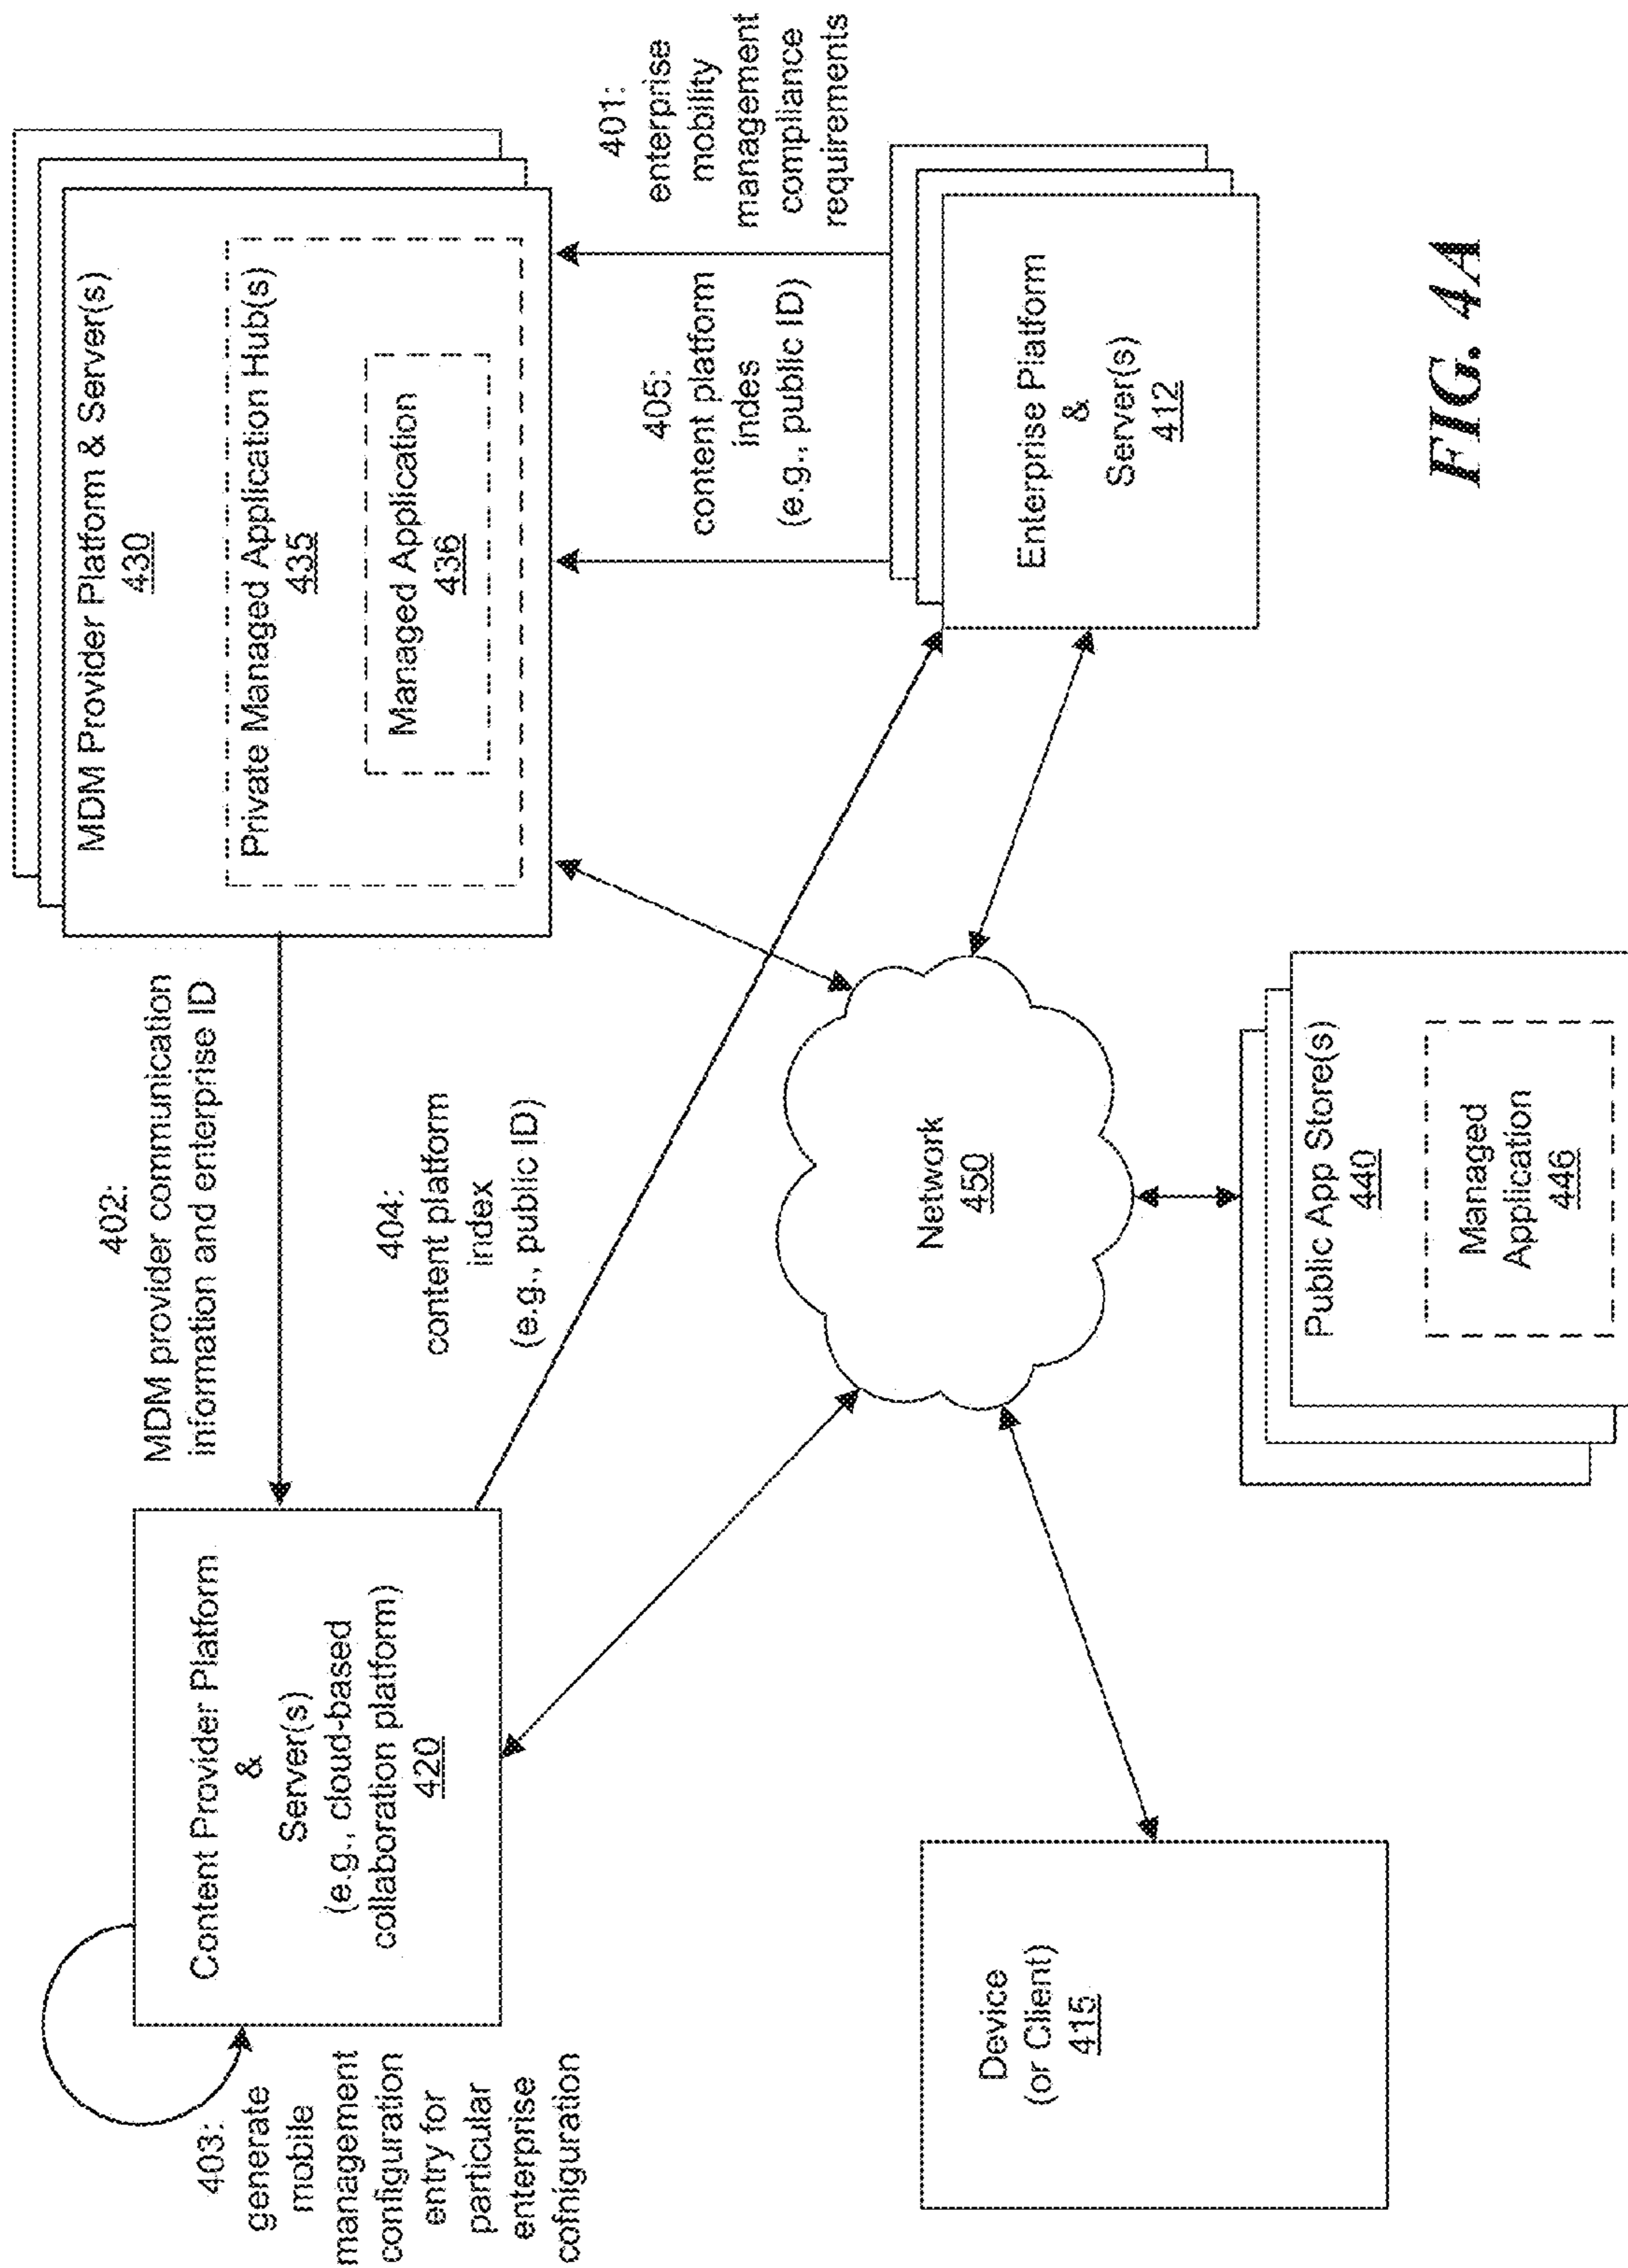 403:
generate
mobile
management
configuration
entry for
particular
enterprise
cofniguration
Content Provider Platform
&
Server(s)
(e.g., cloud-based
collaboration platform)
420
402:
MDM provider communication
information and enterprise ID
404:
content platform
index
(e.g., public ID)
MDM Provider Platform & Server(s)
430
Private Managed Application Hub(s)
435
Managed Application
436
405:
content platform
indes
(e.g., public ID)
401:
enterprise
mobility
management
compliance
requirements
Device
(or Client)
415
Network
450
Enterprise Platform
&
Server(s)
412
Public App Store(s)
440
Managed
Application
446
FIG. 4A